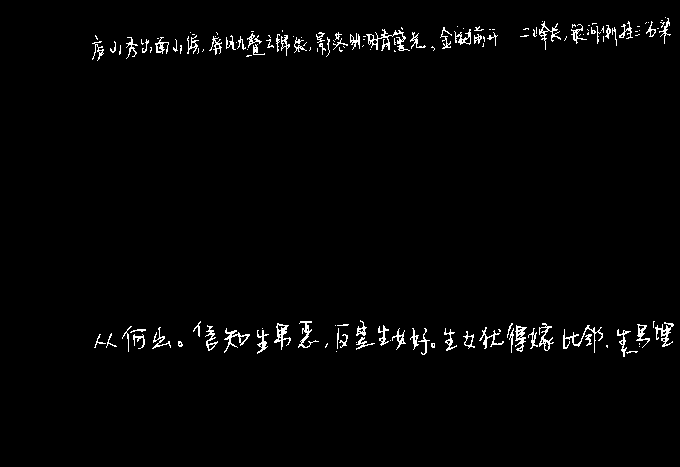 庐山秀出南斗傍,屏风九叠云锦张,影落明湖青黛光。金阙前开 二峰长,银河倒挂三石梁
从何出。信知生男恶,反是生女好。生女犹得嫁比邻,生男埋